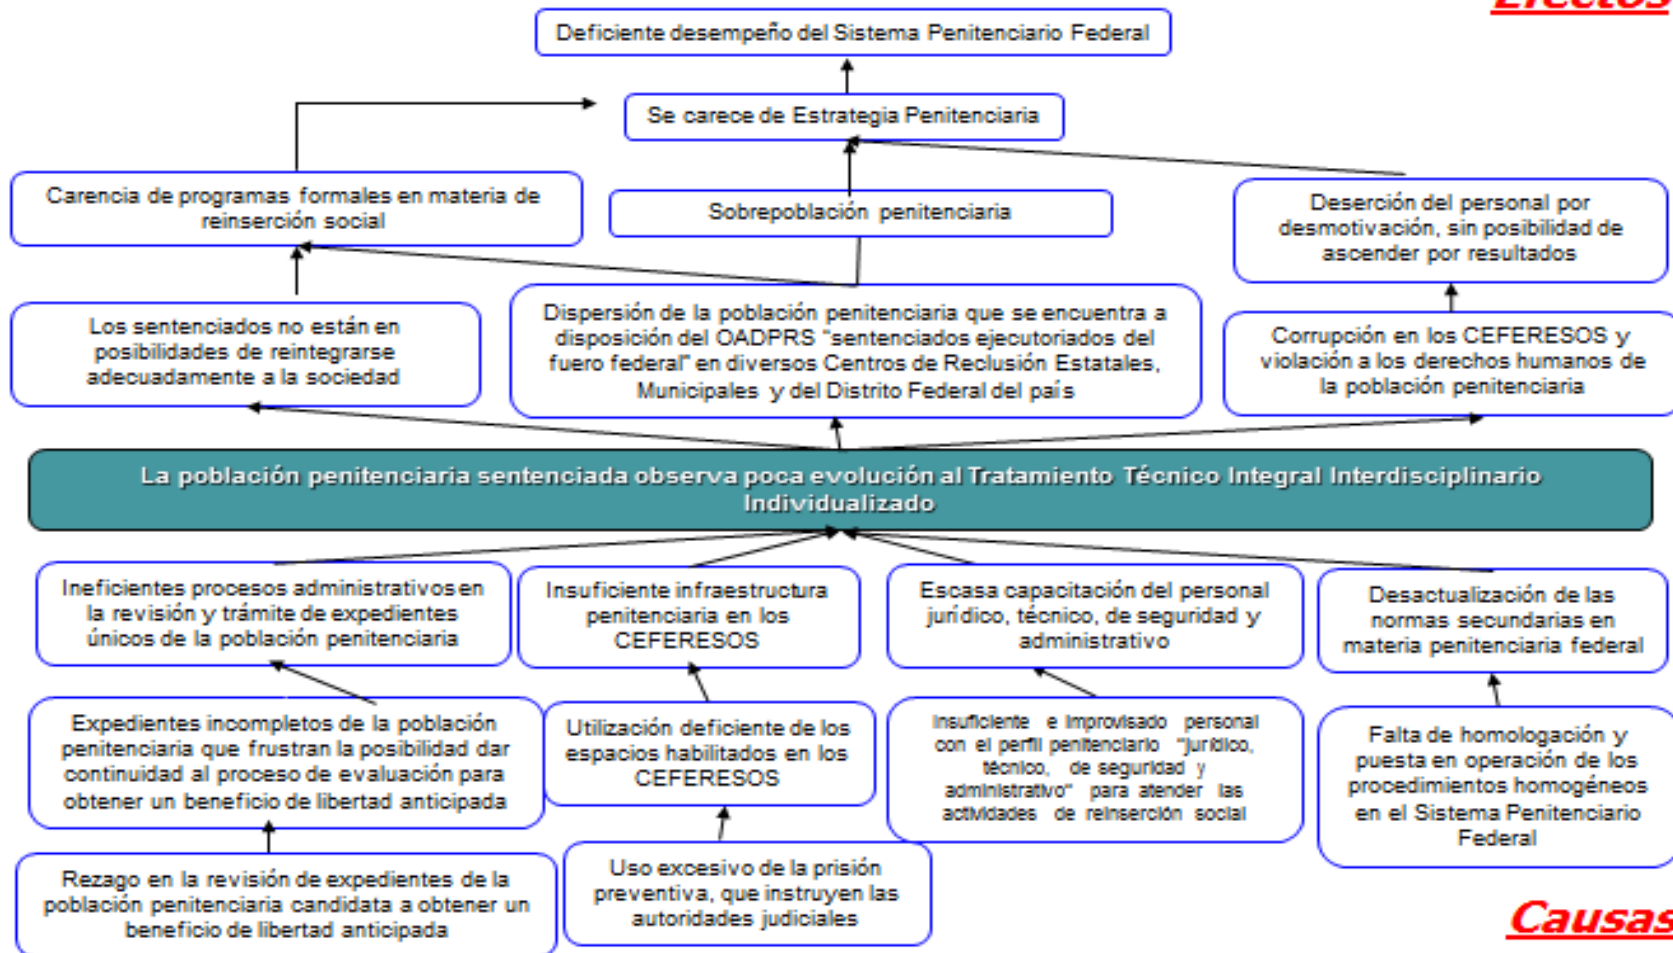 Efectos
Deficiente desempeño del Sistema Penitenciario Federal
Se carece de Estrategia Penitenciaria
Carencia de programas formales en materia de
reinserción social
Sobrepoblación penitenciaria
Deserción del personal por
desmotivación, sin posibilidad de
ascender por resultados
Los sentenciados no están en
posibilidades de reintegrarse
adecuadamente a la sociedad
Dispersión de la población penitenciaria que se encuentra a
disposición del OADPRS "sentenciados ejecutoriados del
fuero federal" en diversos Centros de Reclusión Estatales,
Municipales y del Distrito Federal del país
Corrupción en los CEFERESOS y
violación a los derechos humanos de
la población penitenciaria
La población penitenciaria sentenciada observa poca evolución al Tratamiento Técnico Integral Interdisciplinario
Individualizado
Ineficientes procesos administrativos en
la revisión y trámite de expedientes
únicos de la población penitenciaria
Insuficiente infraestructura
penitenciaria en los
CEFERESOS
Escasa capacitación del personal
jurídico, técnico, de seguridad y
administrativo
Desactualización de las
normas secundarias en
materia penitenciaria federal
Expedientes incompletos de la población
penitenciaria que frustran la posibilidad dar
continuidad al proceso de evaluación para
obtener un beneficio de libertad anticipada
Utilización deficiente de los
espacios habilitados en los
CEFERESOS
Insuficiente e improvisado personal
con el perfil penitenciario "jurídico,
técnico, de seguridad y
administrativo" para atender las
actividades de reinserción social
Falta de homologación y
puesta en operación de los
procedimientos homogéneos
en el Sistema Penitenciario
Federal
Rezago en la revisión de expedientes de la
población penitenciaria candidata a obtener un
beneficio de libertad anticipada
Uso excesivo de la prisión
preventiva, que instruyen las
autoridades judiciales
Causas